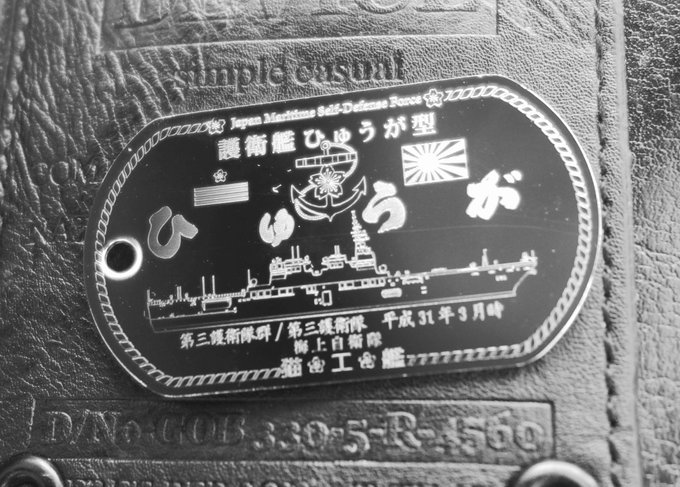 simple casual
Japan Maritime Self-Defense Force
護衛艦ひゅうが型
ひゅうが
第三護衛隊群/第三護衛隊 平成31年3月時
海上自衛隊
猫工艦
D/No-GOB 330-5-R-4560